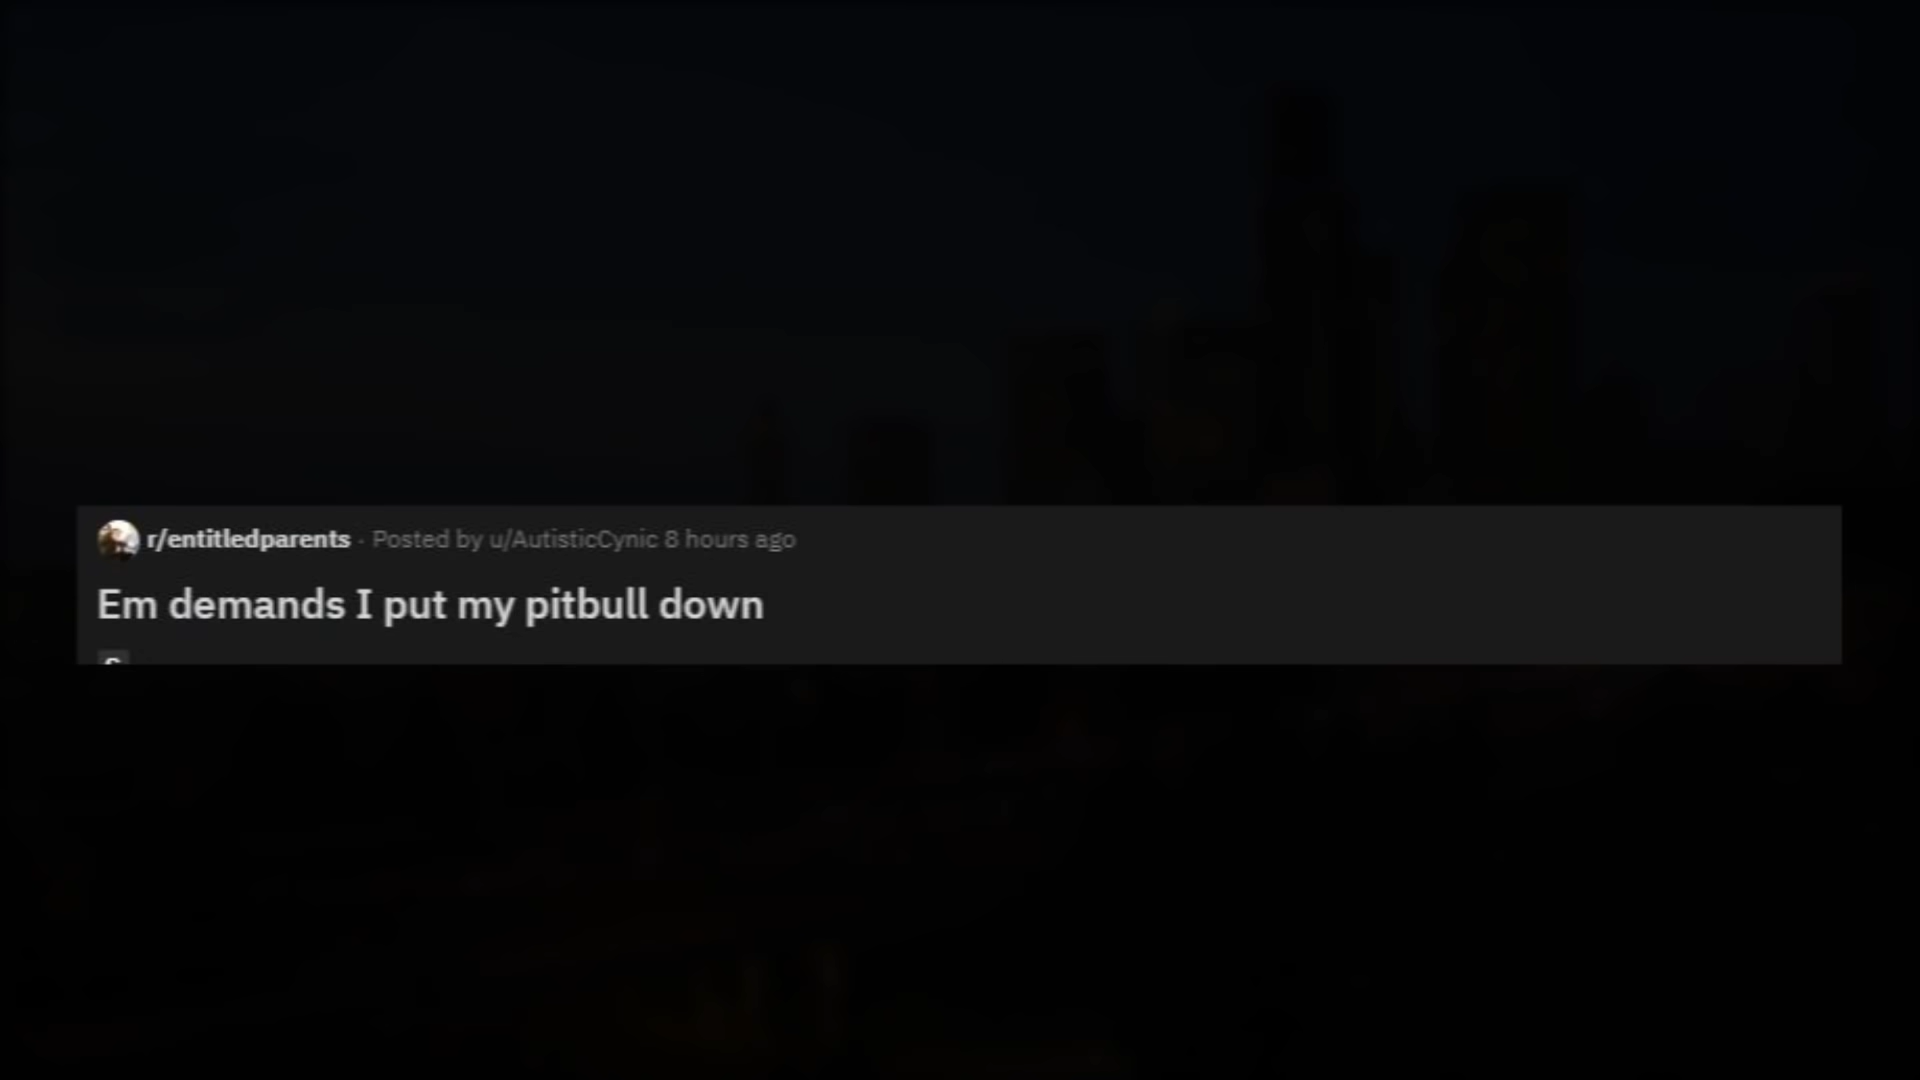 r/entitledparents · Posted by u/AutisticCynic 8 hours ago
Em demands I put my pitbull down